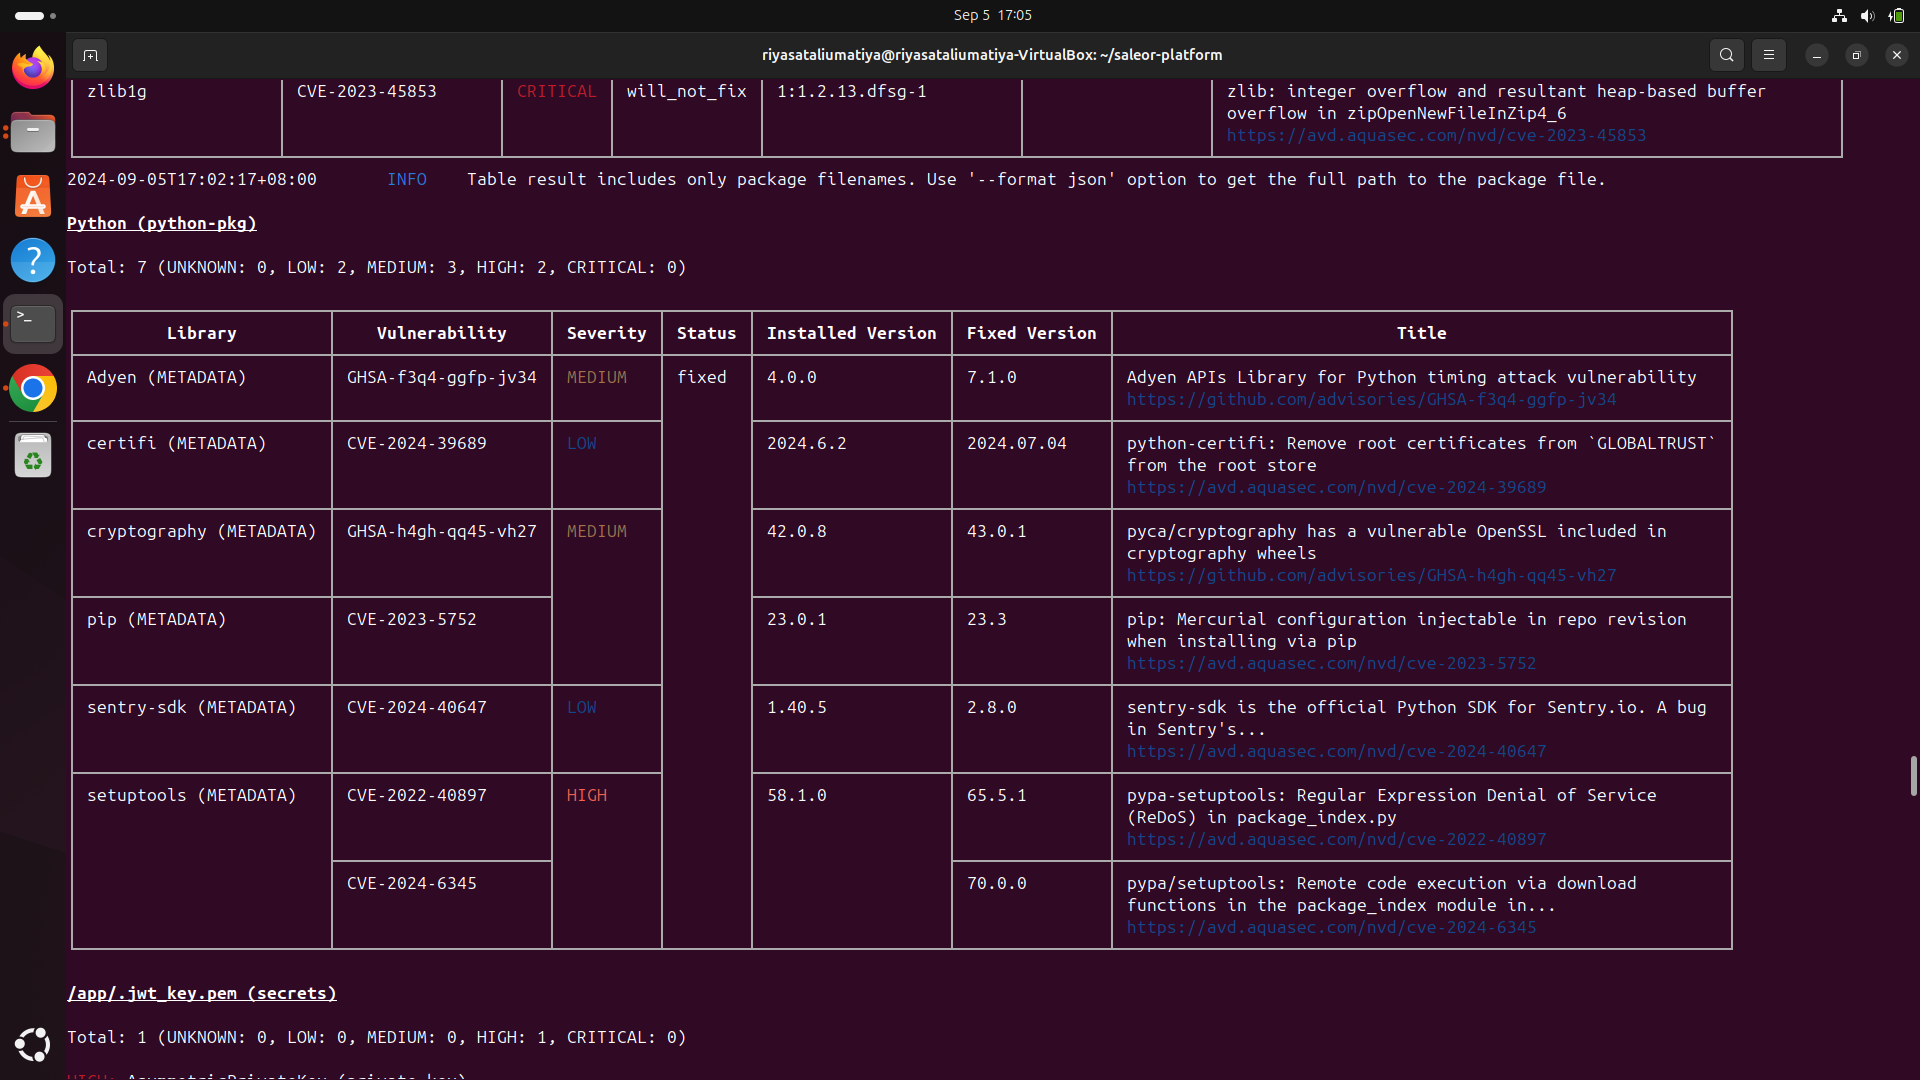 Sep 5 17:05
riyasataliumatiya@riyasataliumatiya-VirtualBox: ~/saleor-platform
zlib1g CVE-2023-45853 CRITICAL will_not_fix 1:1.2.13.dfsg-1 zlib: integer overflow and resultant heap-based buffer
overflow in zipOpenNewFileInZip4_6
https://avd.aquasec.com/nvd/cve-2023-45853
2024-09-05T17:02:17+08:00 INFO Table result includes only package filenames. Use '--format json' option to get the full path to the package file.
Python (python-pkg)
Total: 7 (UNKNOWN: 0, LOW: 2, MEDIUM: 3, HIGH: 2, CRITICAL: 0)
Library Vulnerability Severity Status Installed Version Fixed Version Title
Adyen (METADATA) GHSA-f3q4-ggfp-jv34 MEDIUM fixed 4.0.0 7.1.0 Adyen APIs Library for Python timing attack vulnerability
https://github.com/advisories/GHSA-f3q4-ggfp-jv34
certifi (METADATA) CVE-2024-39689 LOW 2024.6.2 2024.07.04 python-certifi: Remove root certificates from `GLOBALTRUST`
from the root store
https://avd.aquasec.com/nvd/cve-2024-39689
cryptography (METADATA) GHSA-h4gh-qq45-vh27 MEDIUM 42.0.8 43.0.1 pyca/cryptography has a vulnerable OpenSSL included in
cryptography wheels
https://github.com/advisories/GHSA-h4gh-qq45-vh27
pip (METADATA) CVE-2023-5752 23.0.1 23.3 pip: Mercurial configuration injectable in repo revision
when installing via pip
https://avd.aquasec.com/nvd/cve-2023-5752
sentry-sdk (METADATA) CVE-2024-40647 LOW 1.40.5 2.8.0 sentry-sdk is the official Python SDK for Sentry.io. A bug
in Sentry's...
https://avd.aquasec.com/nvd/cve-2024-40647
setuptools (METADATA) CVE-2022-40897 HIGH 58.1.0 65.5.1 pypa-setuptools: Regular Expression Denial of Service
(ReDoS) in package_index.py
https://avd.aquasec.com/nvd/cve-2022-40897
CVE-2024-6345 70.0.0 pypa/setuptools: Remote code execution via download
functions in the package_index module in...
https://avd.aquasec.com/nvd/cve-2024-6345
/app/.jwt_key.pem (secrets)
Total: 1 (UNKNOWN: 0, LOW: 0, MEDIUM: 0, HIGH: 1, CRITICAL: 0)
HIGH: AsymmetricPrivateKey (private-key)